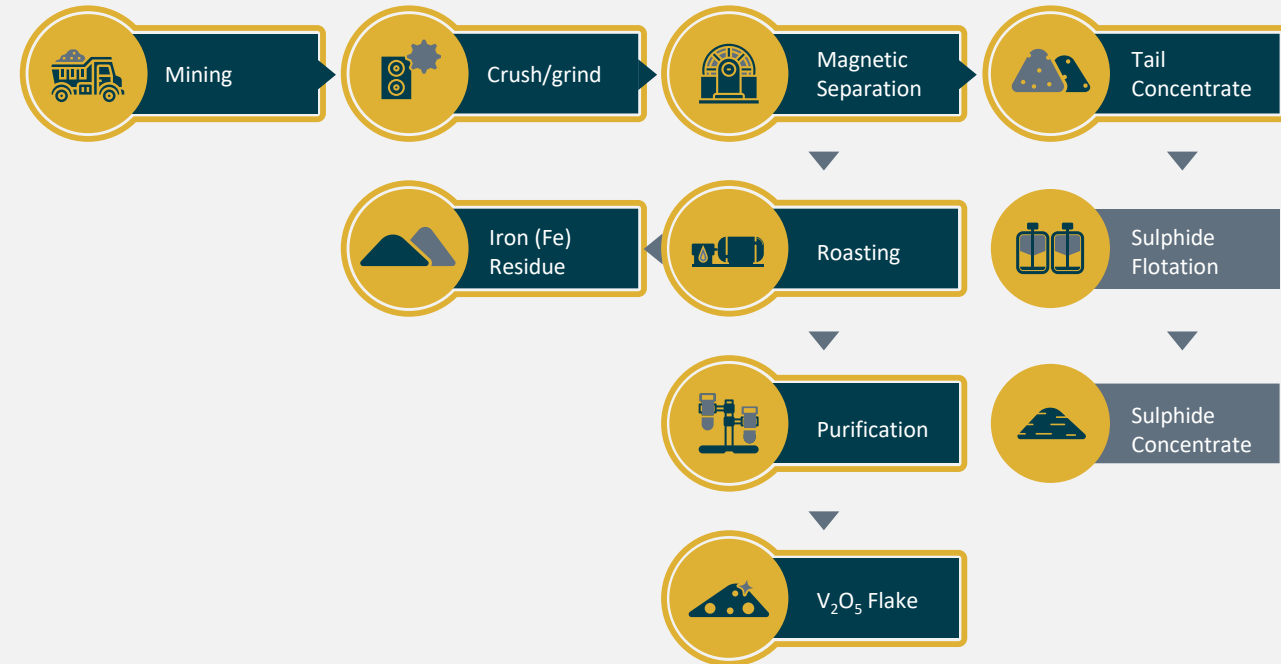 Mining
Crush/grind
Magnetic
Separation
Tail
Concentrate
Iron (Fe)
Residue
Roasting
Sulphide
Flotation
Purification
Sulphide
Concentrate
V₂O₅ Flake